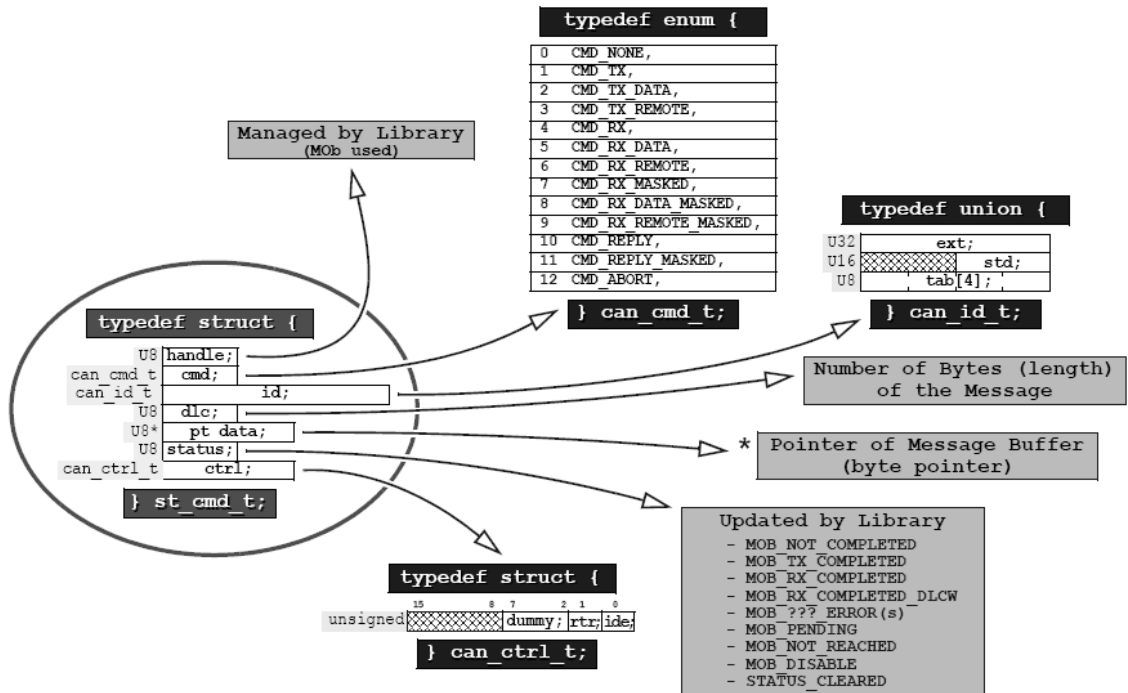 typedef enum {
0 CMD_NONE,
1 CMD_TX,
2 CMD_TX_DATA,
3 CMD_TX_REMOTE,
4 CMD_RX,
5 CMD_RX_DATA,
6 CMD_RX_REMOTE,
7 CMD_RX_MASKED,
8 CMD_RX_DATA_MASKED,
9 CMD_RX_REMOTE_MASKED,
10 CMD_REPLY,
11 CMD_REPLY_MASKED,
12 CMD_ABORT,
} can_cmd_t;
Managed by Library
(MOb used)
typedef union {
U32 ext;
U16 std;
U8 tab[4];
} can_id_t;
typedef struct {
U8 handle;
can_cmd_t cmd;
can_id_t id;
U8 dlc;
U8* pt_data;
U8 status;
can_ctrl_t ctrl;
} st_cmd_t;
Number of Bytes (length)
of the Message
* Pointer of Message Buffer
(byte pointer)
Updated by Library
- MOB_NOT_COMPLETED
- MOB_TX_COMPLETED
- MOB_RX_COMPLETED
- MOB_RX_COMPLETED_DLCW
- MOB_???_ERROR(s)
- MOB_PENDING
- MOB_NOT_REACHED
- MOB_DISABLE
- STATUS_CLEARED
typedef struct {
15 8 7 2 1 0
unsigned dummy; rtr; ide;
} can_ctrl_t;